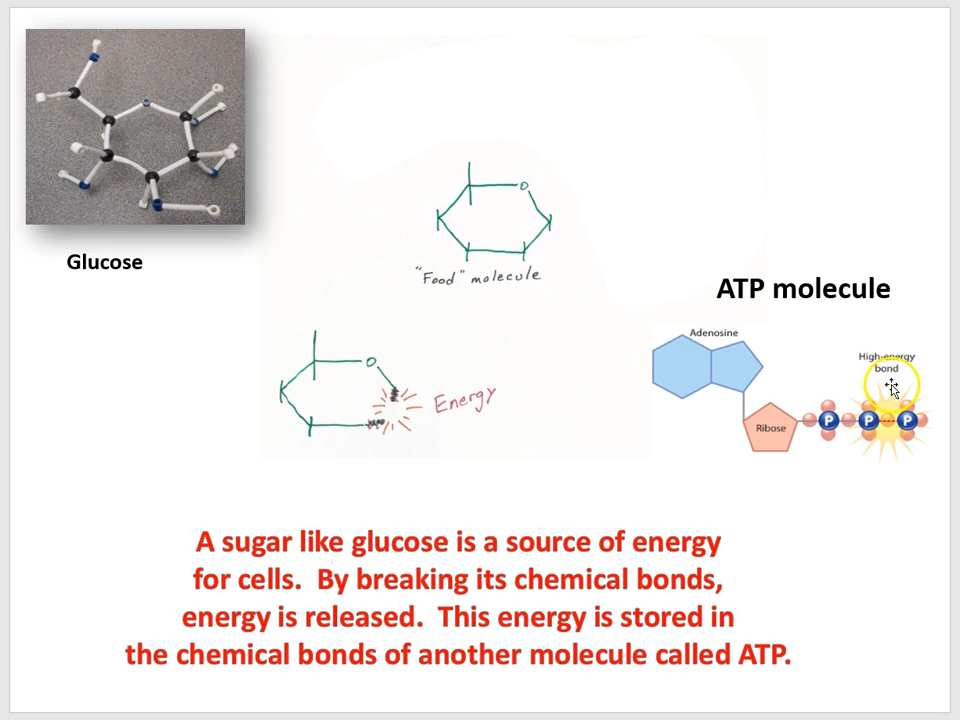 Glucose
O
"Food" molecule
ATP molecule
Adenosine
High-energy
bond
Ribose
P P P
O
Energy
A sugar like glucose is a source of energy
for cells. By breaking its chemical bonds,
energy is released. This energy is stored in
the chemical bonds of another molecule called ATP.